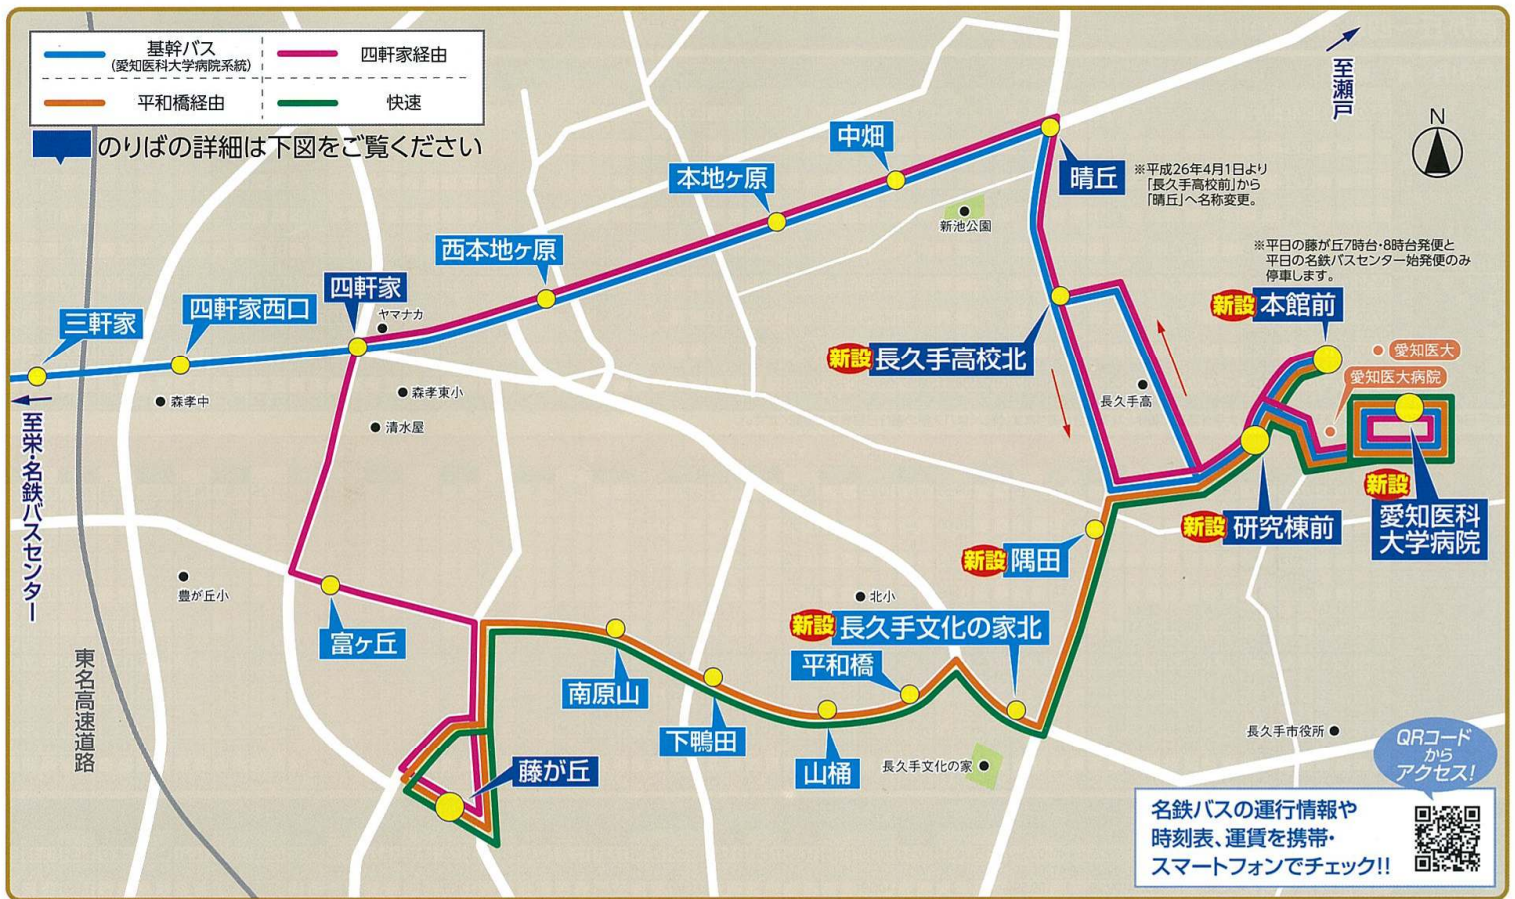 基幹バス
(愛知医科大学病院系統)
四軒家経由
平和橋経由
快速
のりばの詳細は下図をご覧ください
至瀬戸
N
中畑
晴丘
※平成26年4月1日より
「長久手高校前」から
「晴丘」へ名称変更。
本地ヶ原
新池公園
西本地ヶ原
※平日の藤が丘7時台・8時台発便と
平日の名鉄バスセンター始発便のみ
停車します。
四軒家
新設 本館前
ヤマナカ
四軒家西口
三軒家
新設 長久手高校北
愛知医大
愛知医大病院
森孝東小
森孝中
長久手高
清水屋
至栄・名鉄バスセンター
新設
愛知医科
大学病院
新設 研究棟前
新設 隅田
豊が丘小
北小
富ヶ丘
新設 長久手文化の家北
平和橋
南原山
東名高速道路
下鴨田
山桶
藤が丘
長久手文化の家
長久手市役所
QRコード
から
アクセス!
名鉄バスの運行情報や
時刻表、運賃を携帯・
スマートフォンでチェック!!